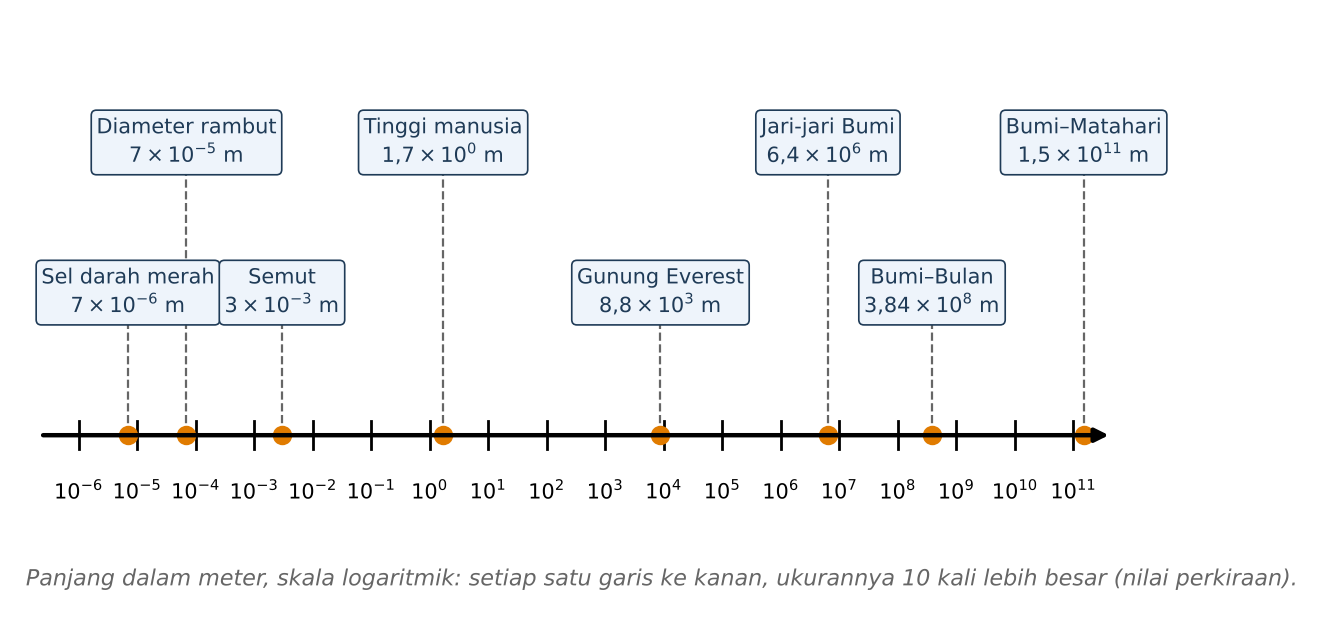 Diameter rambut
7 × 10⁻⁵ m
Tinggi manusia
1,7 × 10⁰ m
Jari-jari Bumi
6,4 × 10⁶ m
Bumi–Matahari
1,5 × 10¹¹ m
Sel darah merah
7 × 10⁻⁶ m
Semut
3 × 10⁻³ m
Gunung Everest
8,8 × 10³ m
Bumi–Bulan
3,84 × 10⁸ m
10⁻⁶ 10⁻⁵ 10⁻⁴ 10⁻³ 10⁻² 10⁻¹ 10⁰ 10¹ 10² 10³ 10⁴ 10⁵ 10⁶ 10⁷ 10⁸ 10⁹ 10¹⁰ 10¹¹
Panjang dalam meter, skala logaritmik: setiap satu garis ke kanan, ukurannya 10 kali lebih besar (nilai perkiraan).